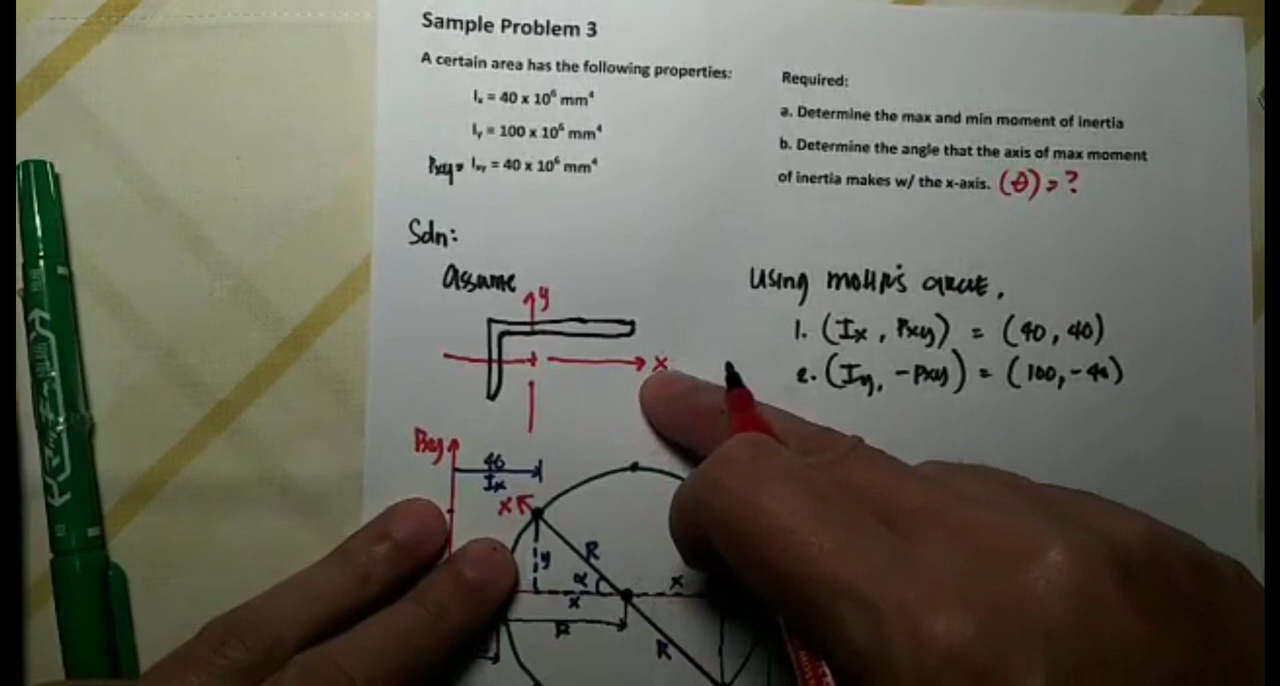 Sample Problem 3
A certain area has the following properties:
Iₓ = 40 x 10⁶ mm⁴
Iᵧ = 100 x 10⁶ mm⁴
Pxy = Ixy = 40 x 10⁶ mm⁴
Required:
a. Determine the max and min moment of inertia
b. Determine the angle that the axis of max moment
of inertia makes w/ the x-axis. (θ) = ?
Soln:
Assume
y
x
Using MOHR's circle,
1. (Ix, Pxy) = (40, 40)
2. (Iy, -Pxy) = (100, -40)
Pxy
40
Ix
X
R
y
α
x
x
R
R